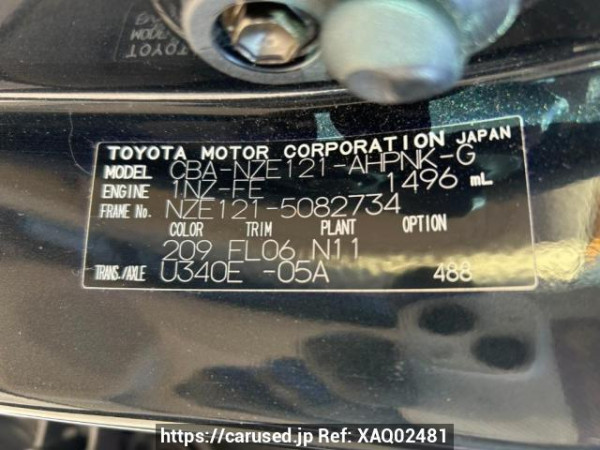 TOYOTA
TOYOTA MOTOR CORPORATION JAPAN
MODEL CBA-NZE121-AHPNK-G
ENGINE 1NZ-FE 1496 mL
FRAME No. NZE121-5082734
COLOR TRIM PLANT OPTION
209 FL06 N11
TRANS./AXLE U340E -05A 488
https://carused.jp Ref: XAQ02481